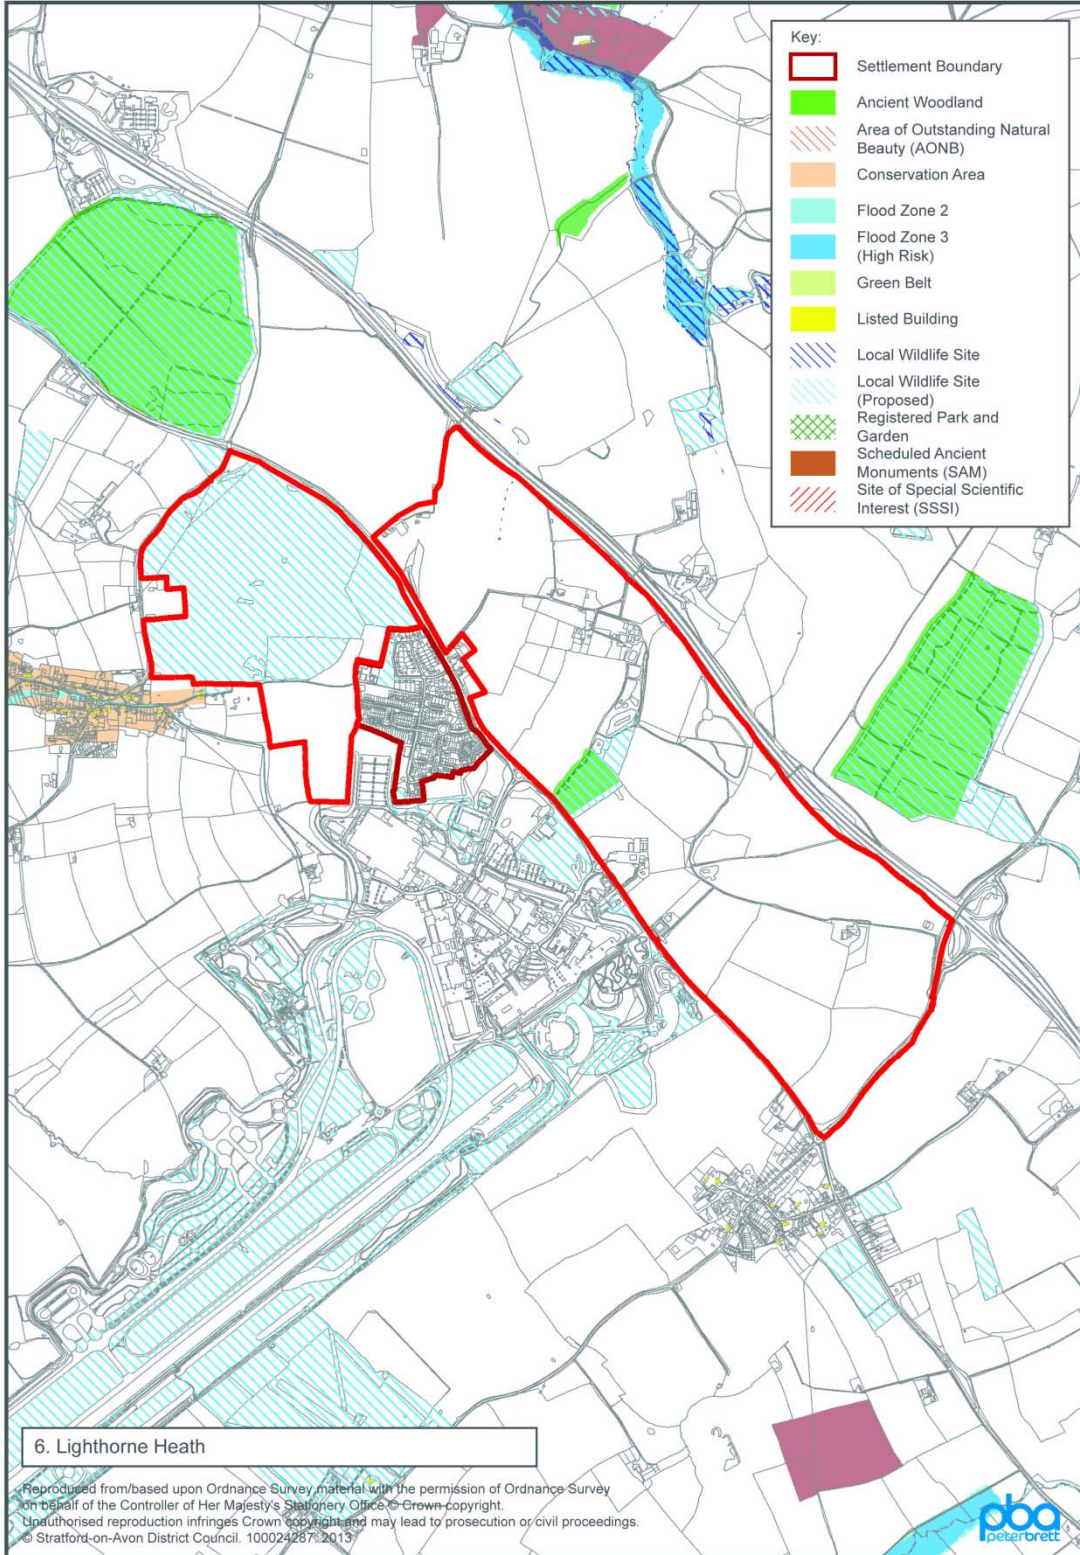 Key:
Settlement Boundary
Ancient Woodland
Area of Outstanding Natural
Beauty (AONB)
Conservation Area
Flood Zone 2
Flood Zone 3
(High Risk)
Green Belt
Listed Building
Local Wildlife Site
Local Wildlife Site
(Proposed)
Registered Park and
Garden
Scheduled Ancient
Monuments (SAM)
Site of Special Scientific
Interest (SSSI)
6. Lighthorne Heath
Reproduced from/based upon Ordnance Survey material with the permission of Ordnance Survey
on behalf of the Controller of Her Majesty's Stationery Office © Crown copyright.
Unauthorised reproduction infringes Crown copyright and may lead to prosecution or civil proceedings.
© Stratford-on-Avon District Council. 100024287 2013
pba
peterbrett